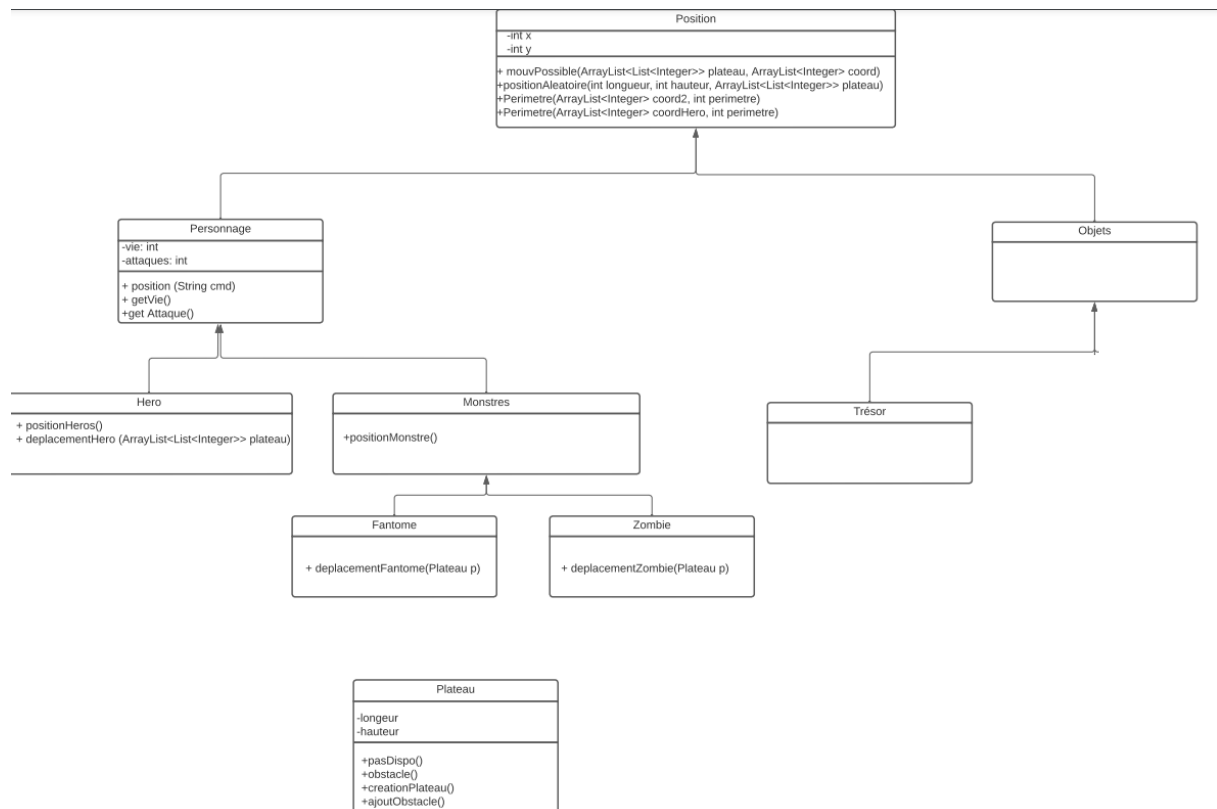 Position
-int x
-int y
+ mouvPossible(ArrayList<List<Integer>> plateau, ArrayList<Integer> coord)
+positionAleatoire(int longueur, int hauteur, ArrayList<List<Integer>> plateau)
+Perimetre(ArrayList<Integer> coord2, int perimetre)
+Perimetre(ArrayList<Integer> coordHero, int perimetre)
Personnage
-vie: int
-attaques: int
+ position (String cmd)
+ getVie()
+get Attaque()
Objets
Hero
+ positionHeros()
+ deplacementHero (ArrayList<List<Integer>> plateau)
Monstres
+positionMonstre()
Trésor
Fantome
+ deplacementFantome(Plateau p)
Zombie
+ deplacementZombie(Plateau p)
Plateau
-longeur
-hauteur
+pasDispo()
+obstacle()
+creationPlateau()
+ajoutObstacle()